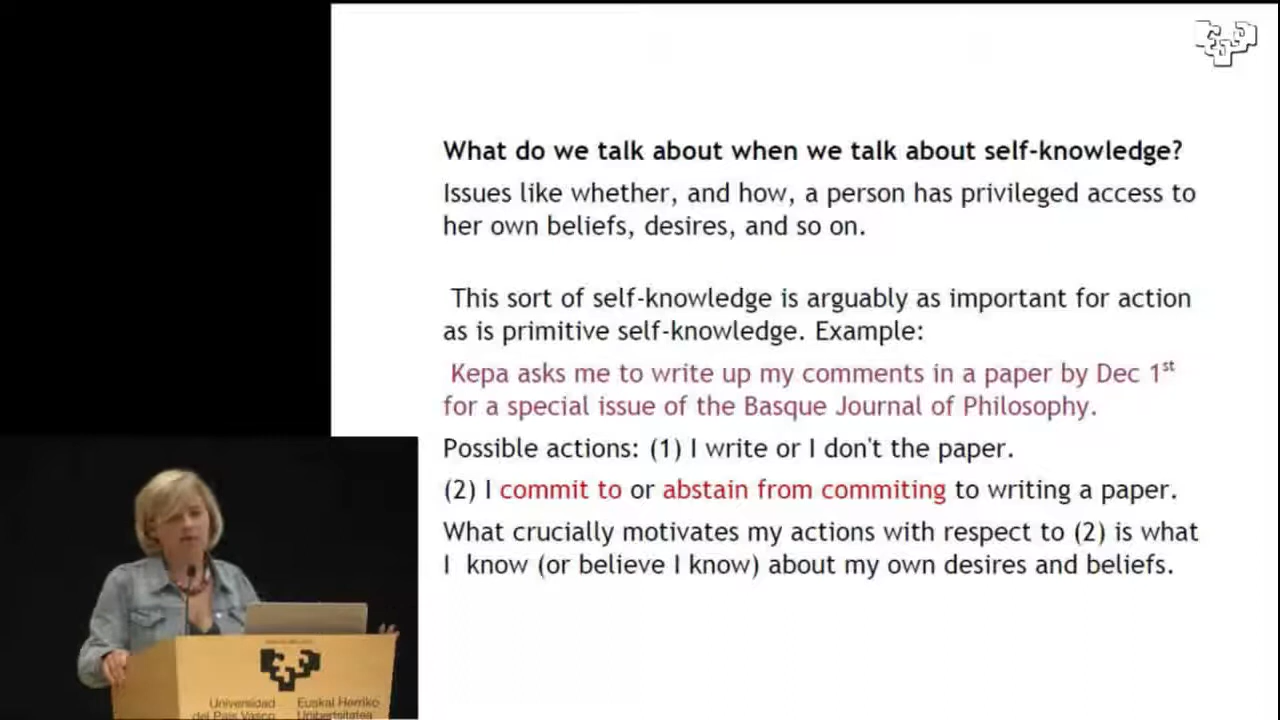 What do we talk about when we talk about self-knowledge?
Issues like whether, and how, a person has privileged access to
her own beliefs, desires, and so on.
This sort of self-knowledge is arguably as important for action
as is primitive self-knowledge. Example:
Kepa asks me to write up my comments in a paper by Dec 1st
for a special issue of the Basque Journal of Philosophy.
Possible actions: (1) I write or I don't the paper.
(2) I commit to or abstain from commiting to writing a paper.
What crucially motivates my actions with respect to (2) is what
I know (or believe I know) about my own desires and beliefs.
Universidad Euskal Herriko
del País Vasco Unibertsitatea